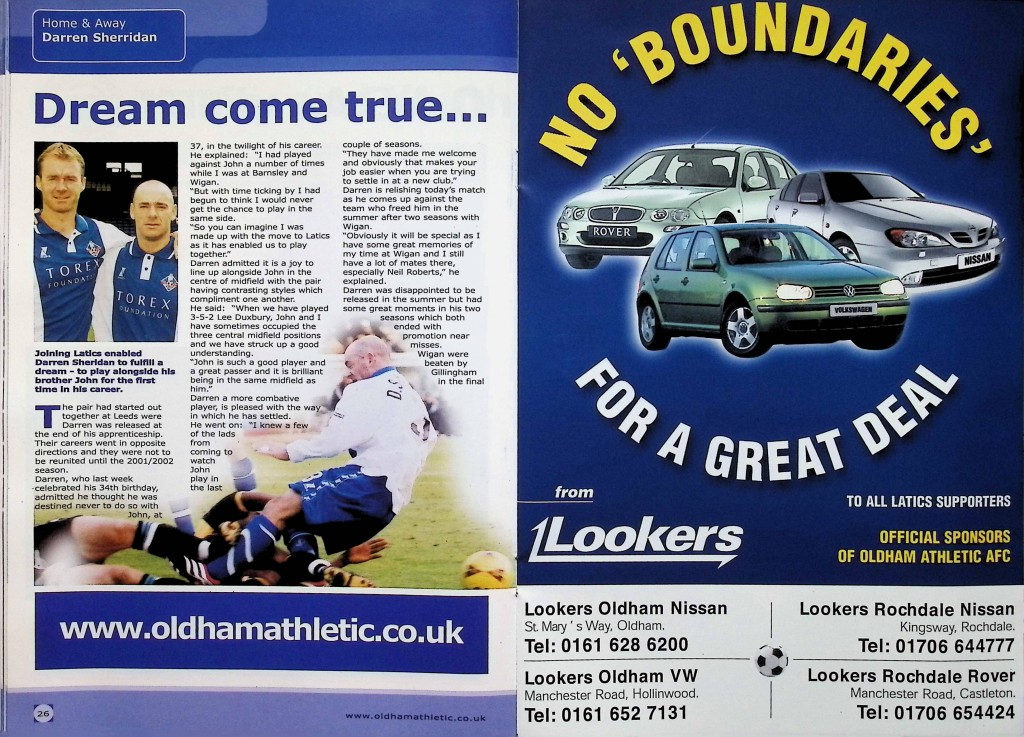 Home & Away
Darren Sherridan
Dream come true...
TOREX
FOUNDATION
TOREX
OUNDATION
Joining Latics enabled
Darren Sheridan to fulfill a
dream - to play alongside his
brother John for the first
time in his career.
The pair had started out
together at Leeds were
Darren was released at
the end of his apprenticeship.
Their careers went in opposite
directions and they were not to
be reunited until the 2001/2002
season.
Darren, who last week
celebrated his 34th birthday,
admitted he thought he was
destined never to do so with
John, at
37, in the twilight of his career.
He explained: "I had played
against John a number of times
while I was at Barnsley and
Wigan.
"But with time ticking by I had
begun to think I would never
get the chance to play in the
same side.
"So you can imagine I was
made up with the move to Latics
as it has enabled us to play
together."
Darren admitted it is a joy to
line up alongside John in the
centre of midfield with the pair
having contrasting styles which
compliment one another.
He said: "When we have played
3-5-2 Lee Duxbury, John and I
have sometimes occupied the
three central midfield positions
and we have struck up a good
understanding.
"John is such a good player and
a great passer and it is brilliant
being in the same midfield as
him."
Darren a more combative
player, is pleased with the way
in which he has settled.
He went on: "I knew a few
of the lads
from
coming to
watch
John
play in
the last
couple of seasons.
"They have made me welcome
and obviously that makes your
job easier when you are trying
to settle in at a new club."
Darren is relishing today's match
as he comes up against the
team who freed him in the
summer after two seasons with
Wigan.
"Obviously it will be special as I
have some great memories of
my time at Wigan and I still
have a lot of mates there,
especially Neil Roberts," he
explained.
Darren was disappointed to be
released in the summer but had
some great moments in his two
seasons which both
ended with
promotion near
misses.
Wigan were
beaten by
Gillingham
in the final
www.oldhamathletic.co.uk
26
www.oldhamathletic.co.uk
NO 'BOUNDARIES'
ROVER
NISSAN
VOLKSWAGEN
FOR A GREAT DEAL
from
Lookers
TO ALL LATICS SUPPORTERS
OFFICIAL SPONSORS
OF OLDHAM ATHLETIC AFC
Lookers Oldham Nissan
St. Mary's Way, Oldham.
Tel: 0161 628 6200
Lookers Rochdale Nissan
Kingsway, Rochdale.
Tel: 01706 644777
Lookers Oldham VW
Manchester Road, Hollinwood.
Tel: 0161 652 7131
Lookers Rochdale Rover
Manchester Road, Castleton.
Tel: 01706 654424